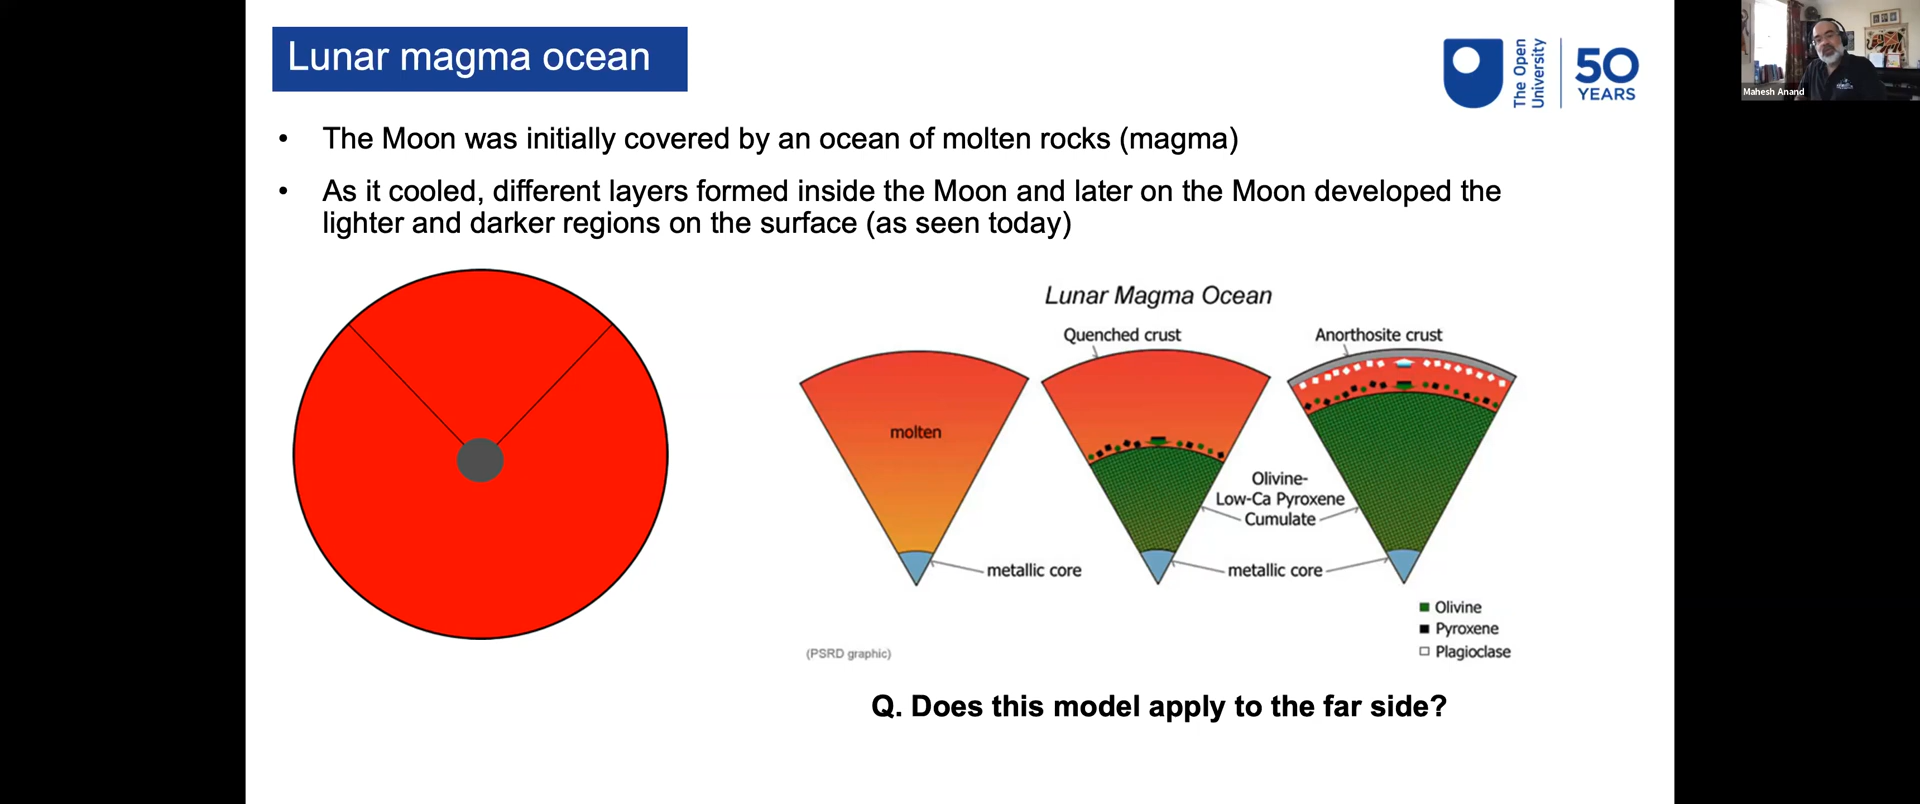 Lunar magma ocean
The Open
University
50
YEARS
Mahesh Anand
• The Moon was initially covered by an ocean of molten rocks (magma)
• As it cooled, different layers formed inside the Moon and later on the Moon developed the
lighter and darker regions on the surface (as seen today)
Lunar Magma Ocean
Quenched crust
Anorthosite crust
molten
Olivine-
Low-Ca Pyroxene
Cumulate
metallic core
metallic core
Olivine
Pyroxene
Plagioclase
(PSRD graphic)
Q. Does this model apply to the far side?